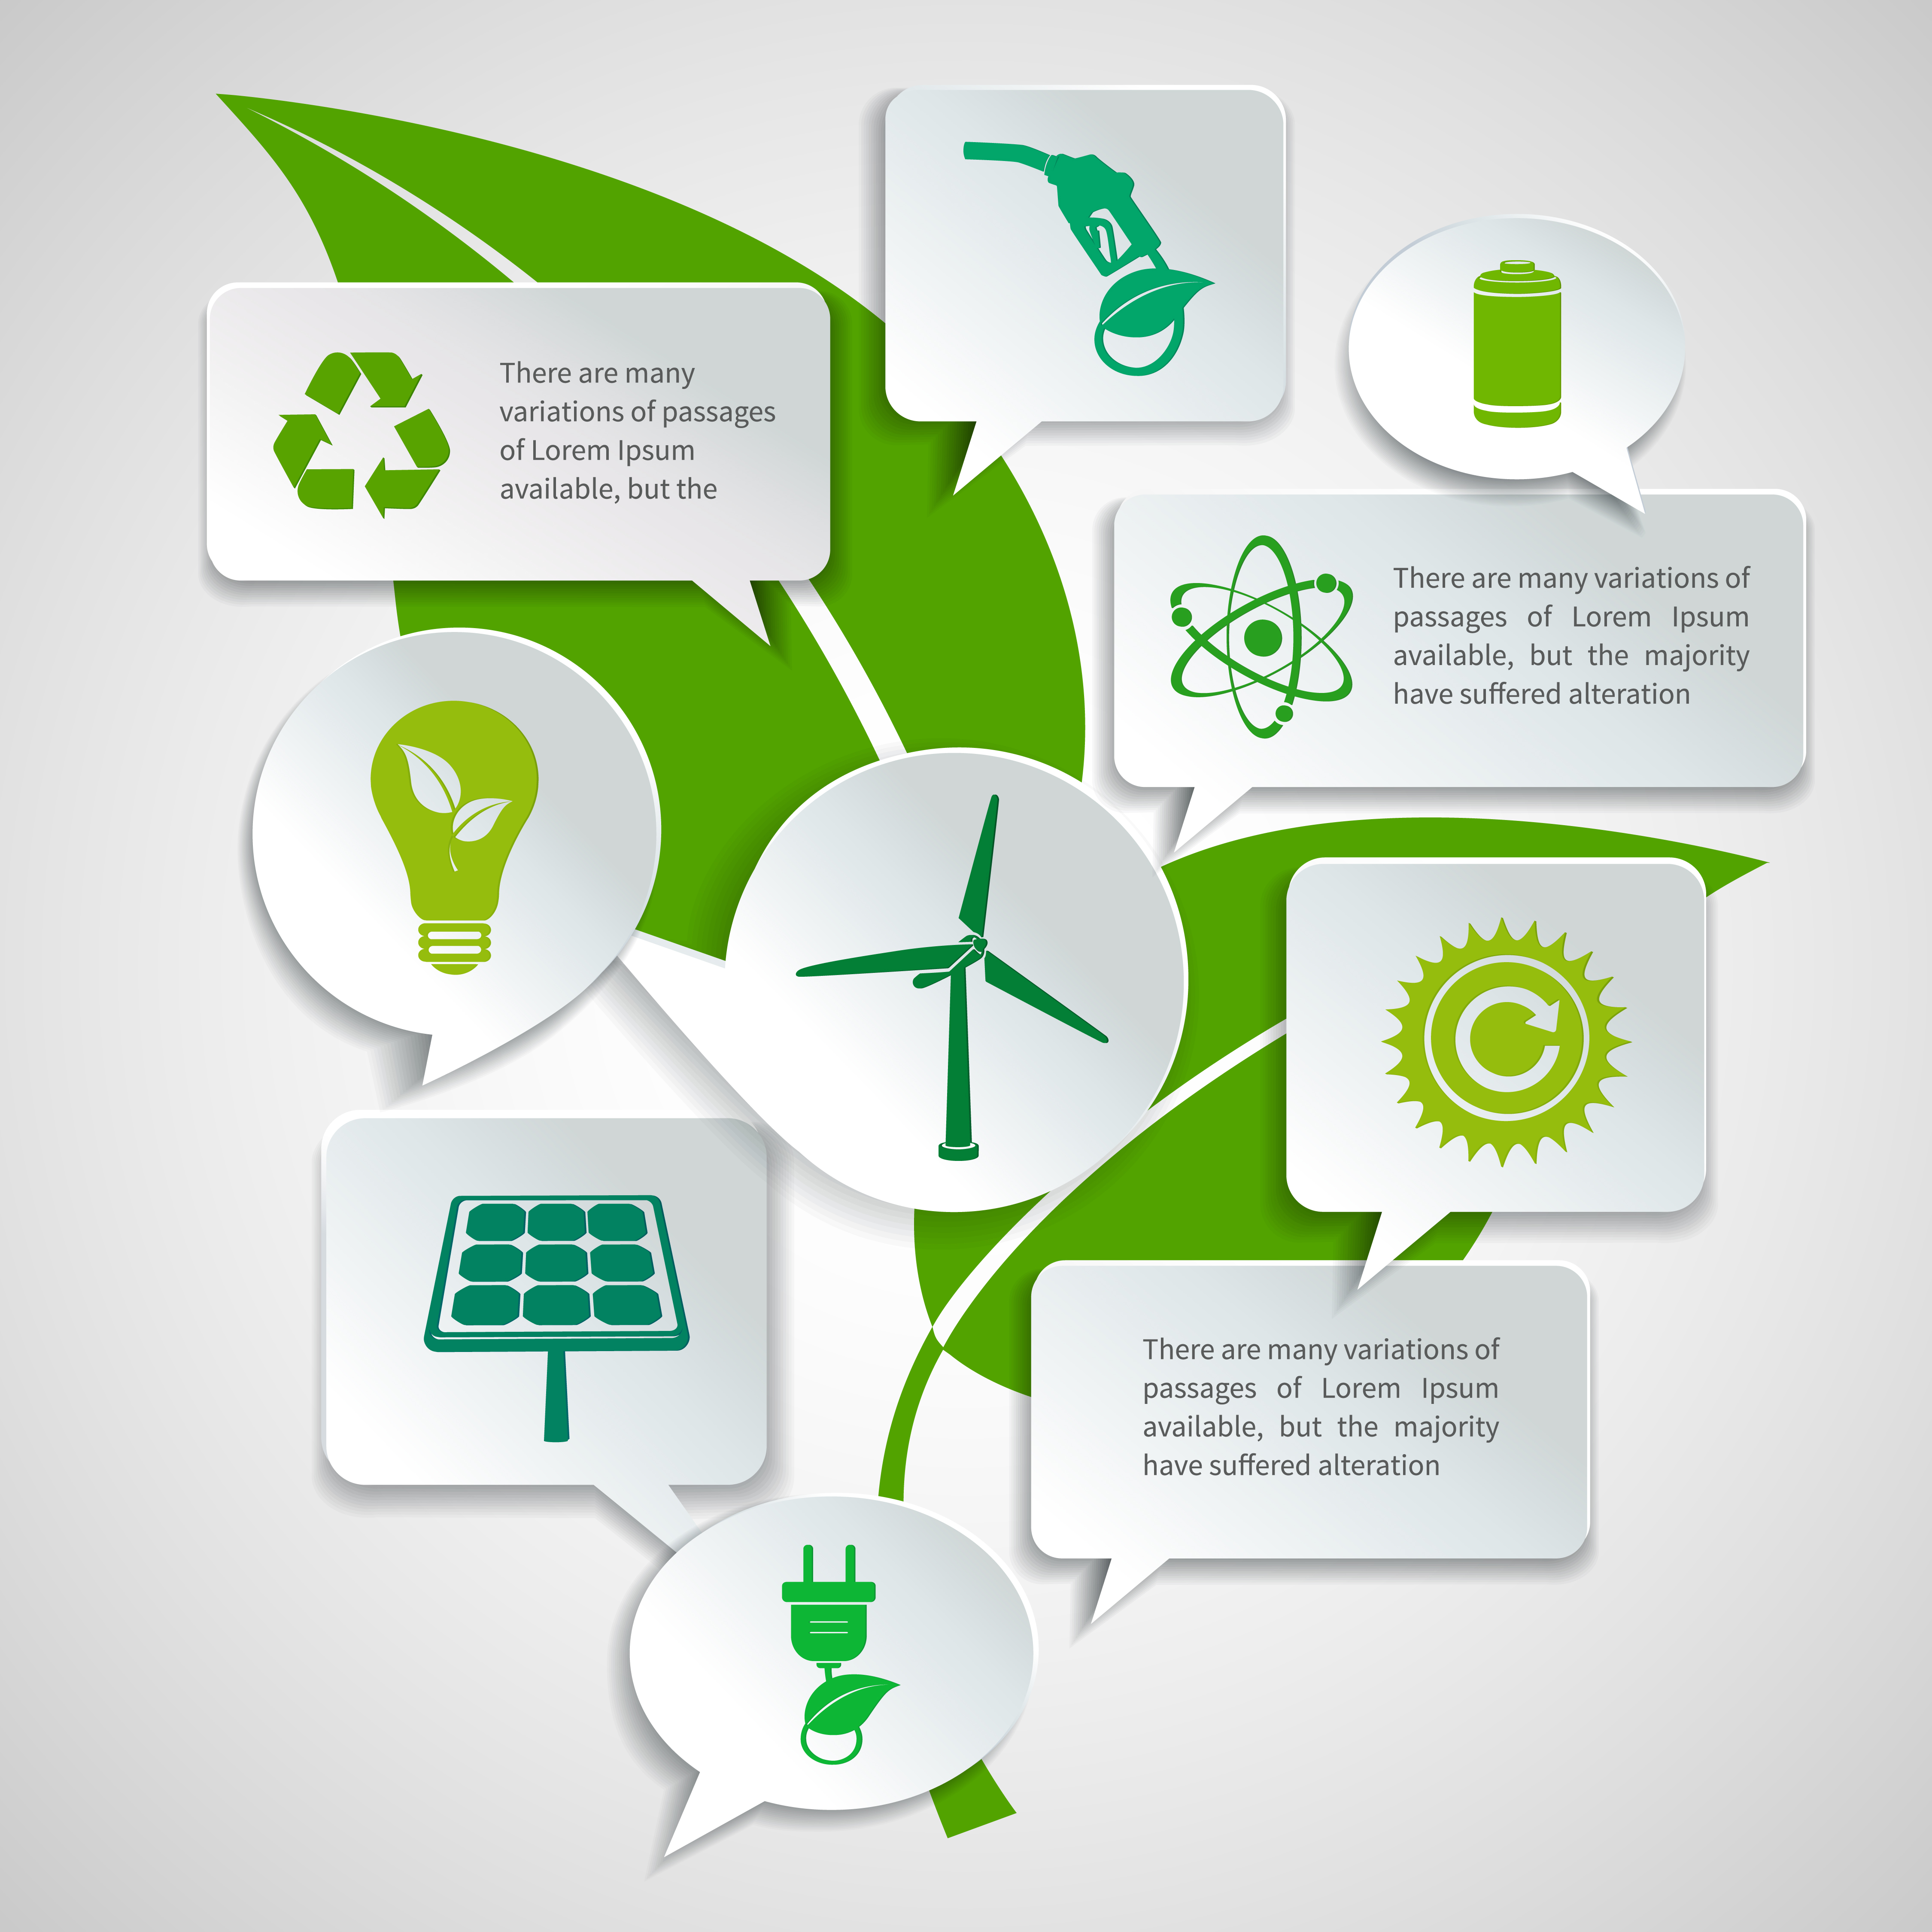 There are many
variations of passages
of Lorem Ipsum
available, but the
There are many variations of
passages of Lorem Ipsum
available, but the majority
have suffered alteration
There are many variations of
passages of Lorem Ipsum
available, but the majority
have suffered alteration